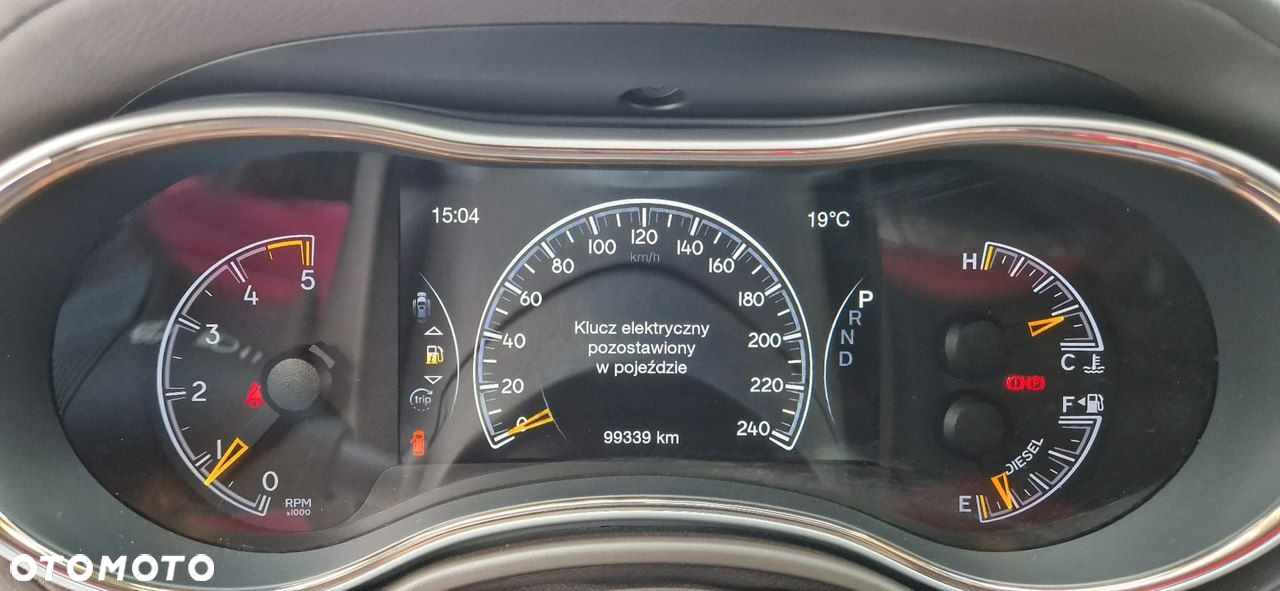 15:04
19°C
0
1
2
3
4
5
RPM
x1000
trip
0
20
40
60
80
100
120
140
160
180
200
220
240
km/h
Klucz elektryczny
pozostawiony
w pojeździe
99339 km
P
R
N
D
H
C
P
F
DIESEL
E
OTOMOTO